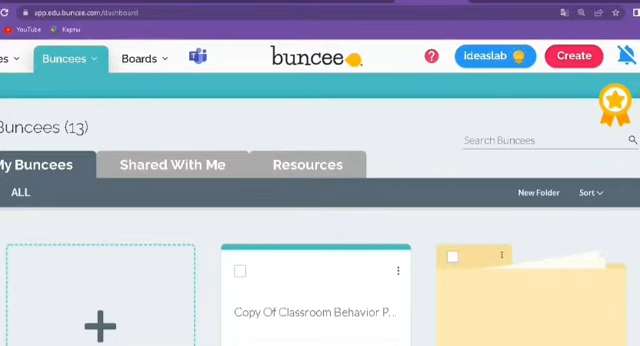 app.edu.buncee.com/dashboard
YouTube Карты
es Buncees Boards T buncee ? ideaslab Create
Buncees (13)
Search Buncees
My Buncees Shared With Me Resources
ALL New Folder Sort
Copy Of Classroom Behavior P...